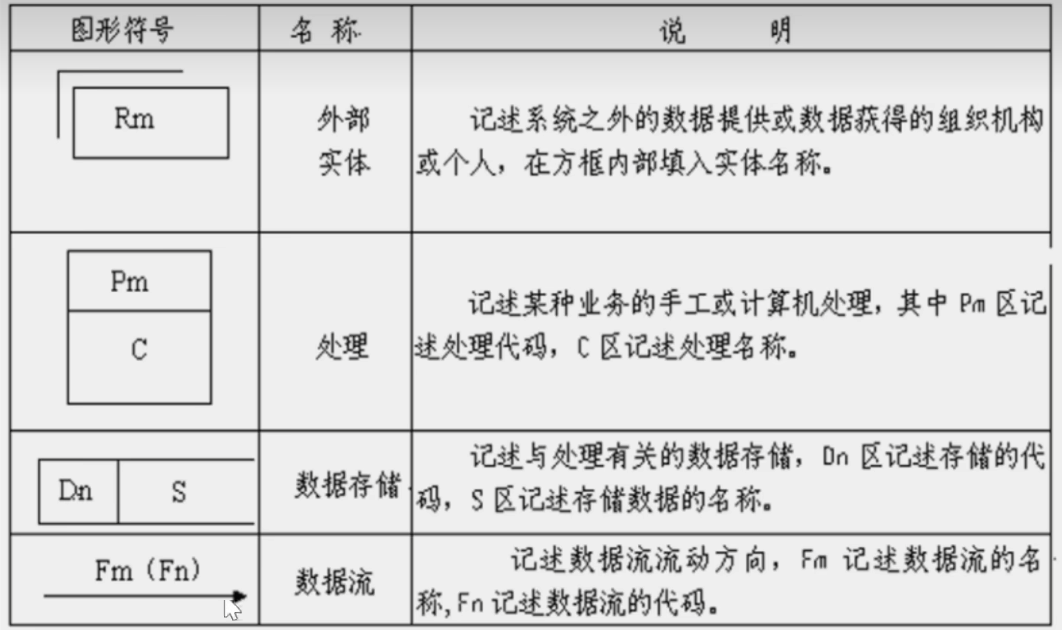 图形符号 名 称 说 明
Rm
外部
实体
记述系统之外的数据提供或数据获得的组织机构
或个人，在方框内部填入实体名称。
Pm
C
处理
记述某种业务的手工或计算机处理，其中 Pm 区记
述处理代码，C 区记述处理名称。
Dn S
数据存储
记述与处理有关的数据存储，Dn 区记述存储的代
码，S 区记述存储数据的名称。
Fm (Fn)
数据流
记述数据流流动方向，Fm 记述数据流的名
称,Fn 记述数据流的代码。